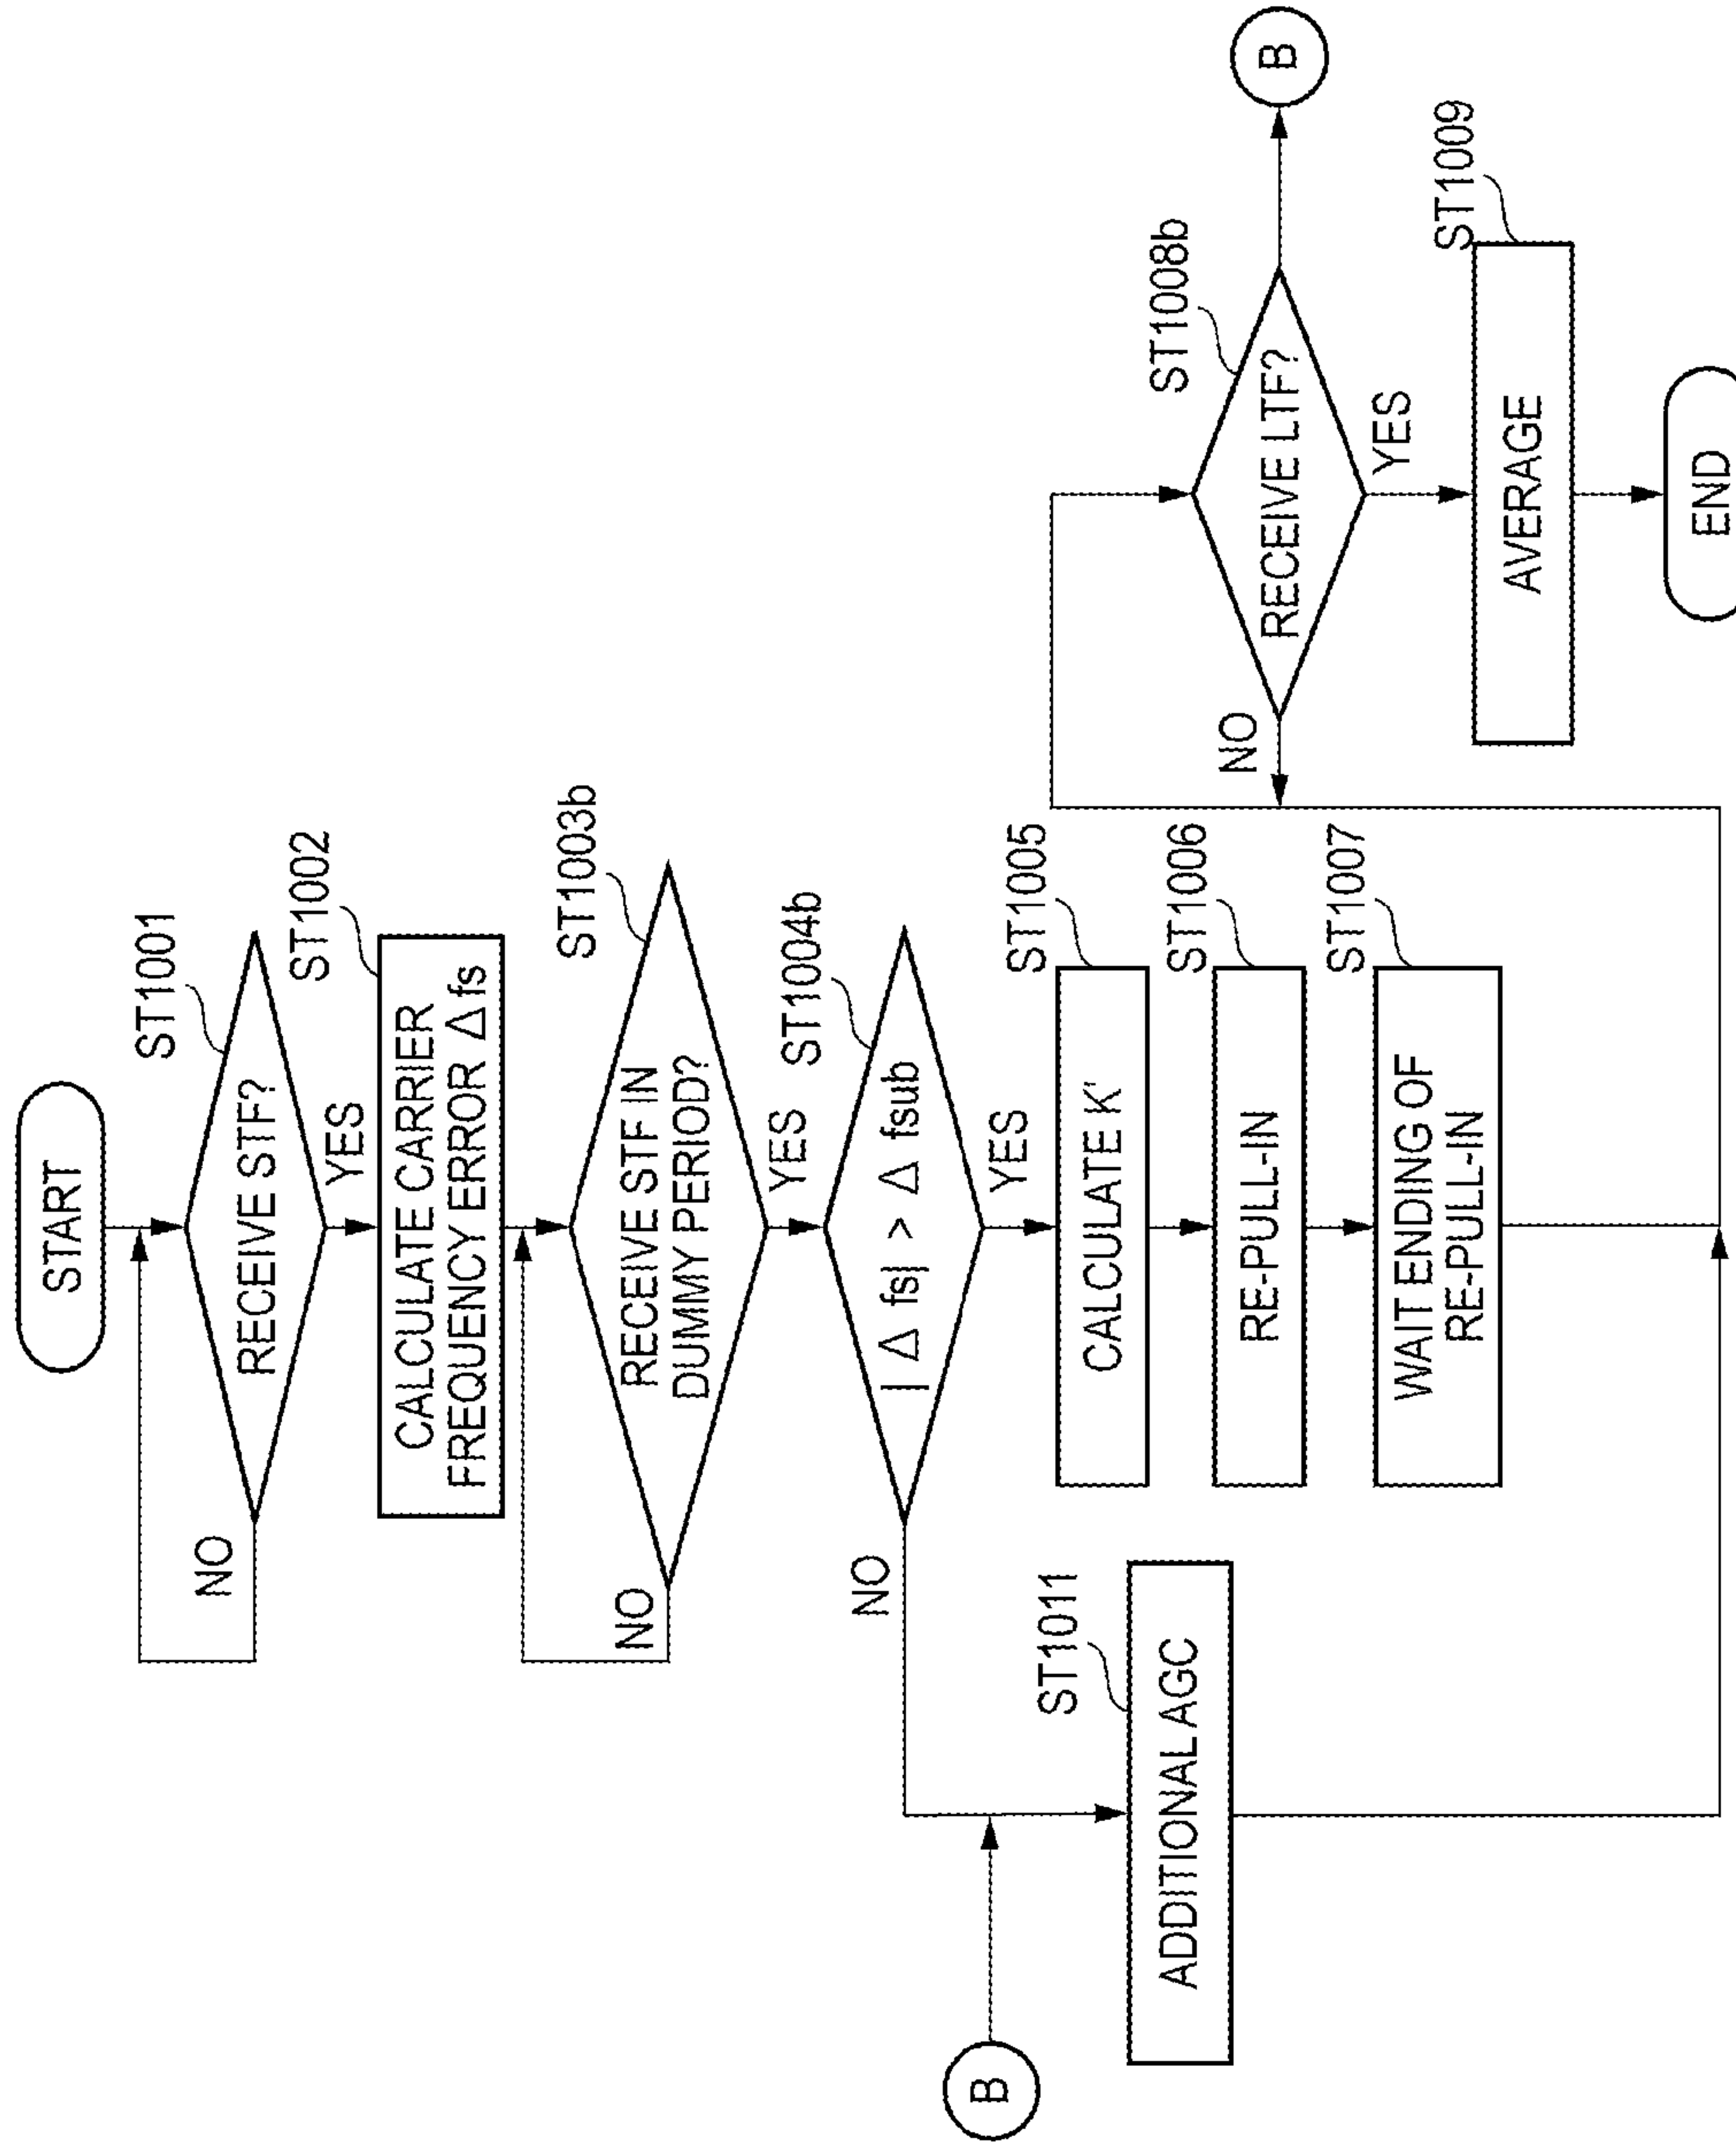 START
ST1001
RECEIVE STF?
NO
YES
ST1002
CALCULATE CARRIER
FREQUENCY ERROR Δ fs
ST1003b
RECEIVE STF IN
DUMMY PERIOD?
NO
YES
ST1004b
| Δ fs| > Δ fsub
NO
YES
B
ST1011
ADDITIONAL AGC
ST1005
CALCULATE K'
ST1006
RE-PULL-IN
ST1007
WAIT ENDING OF
RE-PULL-IN
ST1008b
RECEIVE LTF?
NO
B
YES
ST1009
AVERAGE
END